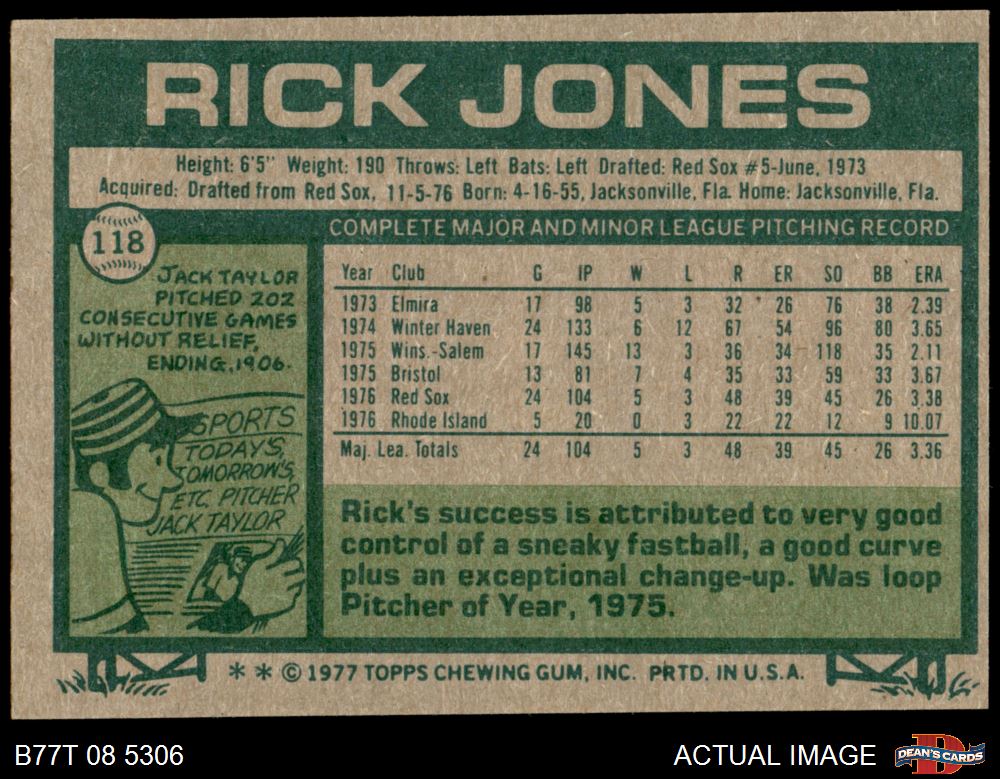 RICK JONES
Height: 6'5" Weight: 190 Throws: Left Bats: Left Drafted: Red Sox #5-June, 1973
Acquired: Drafted from Red Sox, 11-5-76 Born: 4-16-55, Jacksonville, Fla. Home: Jacksonville, Fla.
118
JACK TAYLOR
PITCHED 202
CONSECUTIVE GAMES
WITHOUT RELIEF,
ENDING, 1906.
SPORTS
TODAY'S,
TOMORROW'S,
ETC. PITCHER
JACK TAYLOR
COMPLETE MAJOR AND MINOR LEAGUE PITCHING RECORD
Year Club G IP W L R ER SO BB ERA
1973 Elmira 17 98 5 3 32 26 76 38 2.39
1974 Winter Haven 24 133 6 12 67 54 96 80 3.65
1975 Wins.-Salem 17 145 13 3 36 34 118 35 2.11
1975 Bristol 13 81 7 4 35 33 59 33 3.67
1976 Red Sox 24 104 5 3 48 39 45 26 3.38
1976 Rhode Island 5 20 0 3 22 22 12 9 10.07
Maj. Lea. Totals 24 104 5 3 48 39 45 26 3.36
Rick's success is attributed to very good
control of a sneaky fastball, a good curve
plus an exceptional change-up. Was loop
Pitcher of Year, 1975.
* * © 1977 TOPPS CHEWING GUM, INC. PRTD. IN U.S.A.
B77T 08 5306
ACTUAL IMAGE
D
DEAN'S CARDS